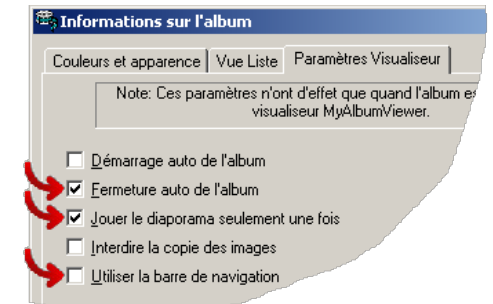 Informations sur l'album
Couleurs et apparence Vue Liste Paramètres Visualiseur
Note: Ces paramètres n'ont d'effet que quand l'album
visualiseur MyAlbumViewer.
Démarrage auto de l'album
Fermeture auto de l'album
Jouer le diaporama seulement une fois
Interdire la copie des images
Utiliser la barre de navigation